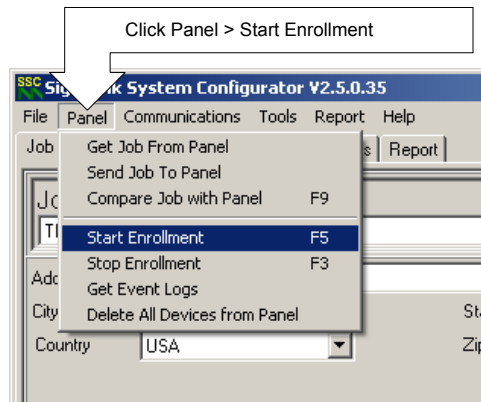 Click Panel > Start Enrollment
SSC
System Configurator V2.5.0.35
File Panel Communications Tools Report Help
Job Report
Get Job From Panel
Send Job To Panel
Compare Job with Panel F9
Start Enrollment F5
Stop Enrollment F3
Get Event Logs
City
Delete All Devices from Panel
Country USA